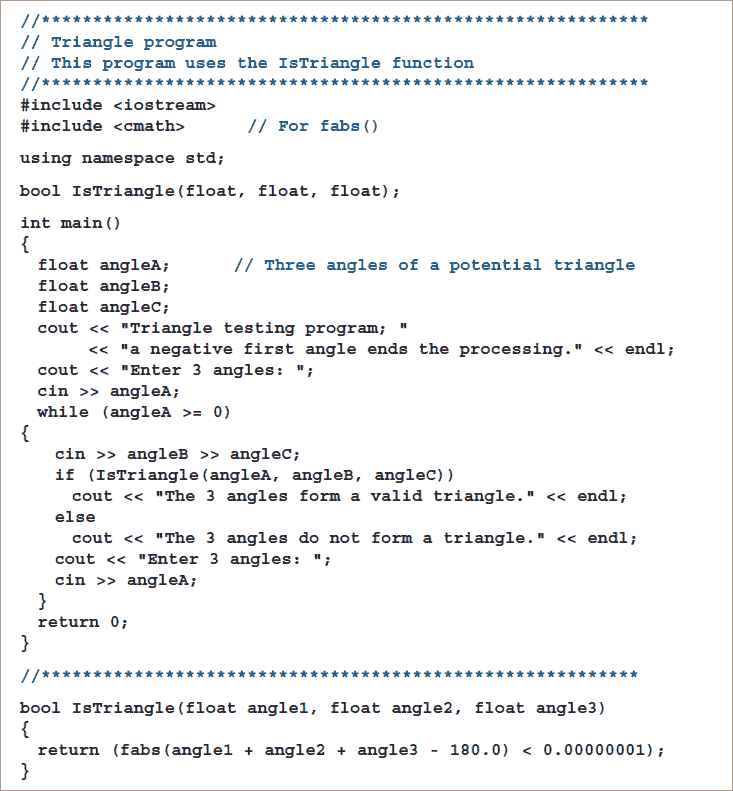 //***********************************************************
// Triangle program
// This program uses the IsTriangle function
//***********************************************************
#include <iostream>
#include <cmath>      // For fabs()
using namespace std;
bool IsTriangle(float, float, float);
int main()
{
  float angleA;       // Three angles of a potential triangle
  float angleB;
  float angleC;
  cout << "Triangle testing program; "
       << "a negative first angle ends the processing." << endl;
  cout << "Enter 3 angles: ";
  cin >> angleA;
  while (angleA >= 0)
{
    cin >> angleB >> angleC;
    if (IsTriangle(angleA, angleB, angleC))
      cout << "The 3 angles form a valid triangle." << endl;
    else
      cout << "The 3 angles do not form a triangle." << endl;
    cout << "Enter 3 angles: ";
    cin >> angleA;
  }
  return 0;
}
//**********************************************************
bool IsTriangle(float angle1, float angle2, float angle3)
{
  return (fabs(angle1 + angle2 + angle3 - 180.0) < 0.00000001);
}